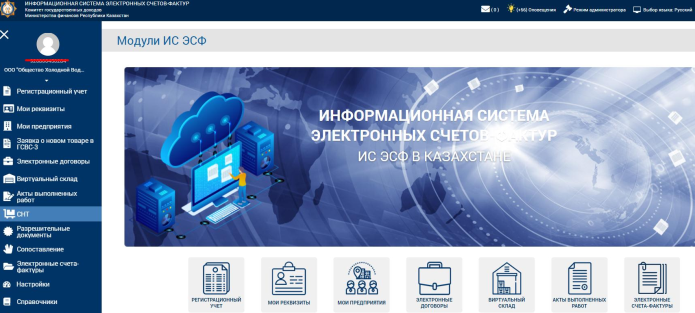 ИНФОРМАЦИОННАЯ СИСТЕМА ЭЛЕКТРОННЫХ СЧЕТОВ-ФАКТУР
Комитет государственных доходов
Министерства финансов Республики Казахстан
( 0 )
(+96) Оповещения
Режим администратора
Выбор языка: Русский
ООО "Общество Холодной Вод...
Регистрационный учет
Мои реквизиты
Мои предприятия
Заявка о новом товаре в
ГСВС-3
Электронные договоры
Виртуальный склад
Акты выполненных
работ
СНТ
Разрешительные
документы
Сопоставление
Электронные счета-
фактуры
Настройки
Справочники
Модули ИС ЭСФ
ИНФОРМАЦИОННАЯ СИСТЕМА
ЭЛЕКТРОННЫХ СЧЕТОВ-ФАКТУР
ИС ЭСФ В КАЗАХСТАНЕ
РЕГИСТРАЦИОННЫЙ
УЧЕТ
МОИ РЕКВИЗИТЫ
МОИ ПРЕДПРИЯТИЯ
ЭЛЕКТРОННЫЕ
ДОГОВОРЫ
ВИРТУАЛЬНЫЙ
СКЛАД
АКТЫ ВЫПОЛНЕННЫХ
РАБОТ
ЭЛЕКТРОННЫЕ
СЧЕТА-ФАКТУРЫ